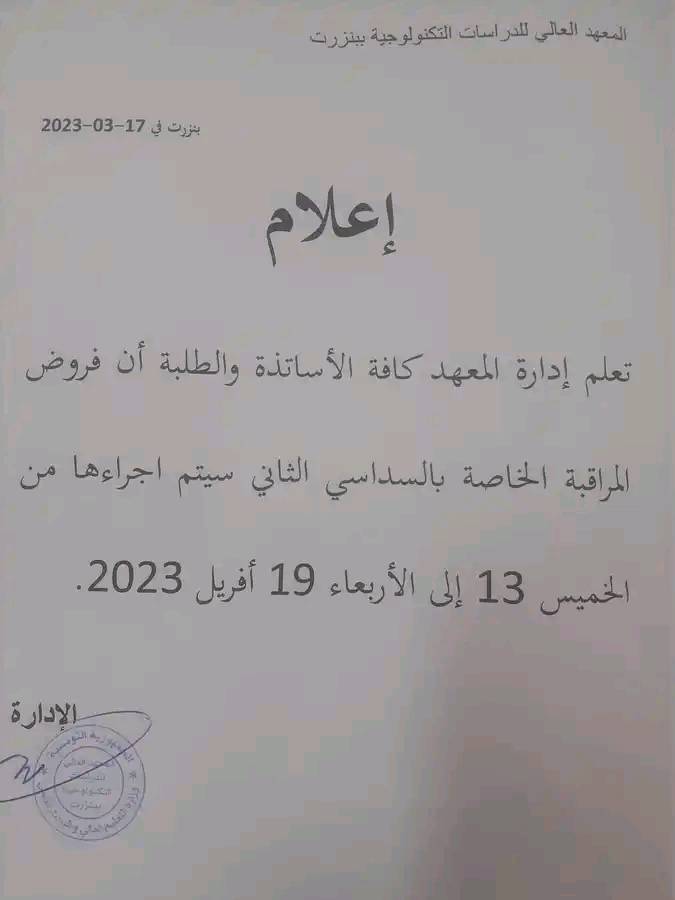 المعهد العالي للدراسات التكنولوجية ببنزرت
بنزرت في 17-03-2023
إعلام
تعلم إدارة المعهد كافة الأساتذة والطلبة أن فروض
المراقبة الخاصة بالسداسي الثاني سيتم اجراءها من
الخميس 13 إلى الأربعاء 19 أفريل 2023.
الإدارة
الجمهورية التونسية
المعهد العالي
للدراسات
التكنولوجية
ببنزرت
وزارة التعليم العالي والبحث العلمي